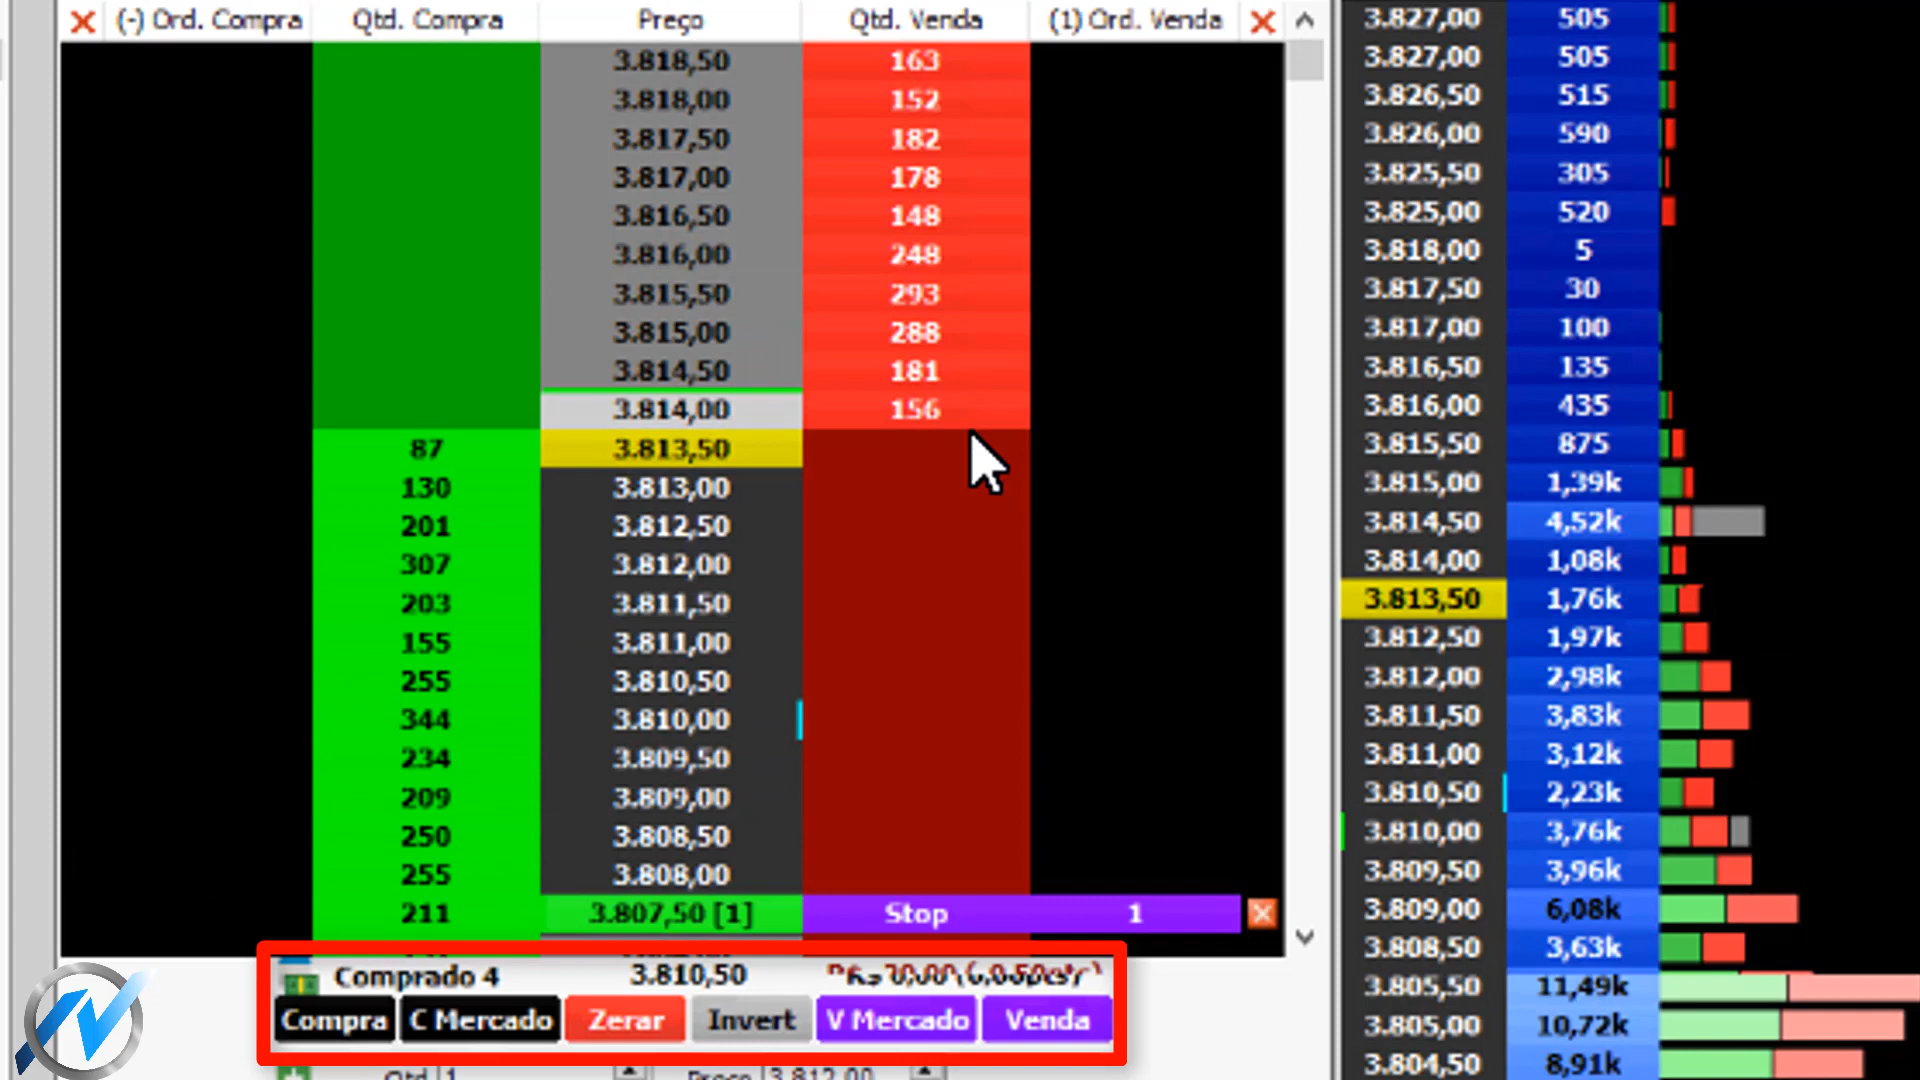 (-) Ord. Compra Qtd. Compra Preço Qtd. Venda (1) Ord. Venda
3.818,50 163
3.818,00 152
3.817,50 182
3.817,00 178
3.816,50 148
3.816,00 248
3.815,50 293
3.815,00 288
3.814,50 181
3.814,00 156
87 3.813,50
130 3.813,00
201 3.812,50
307 3.812,00
203 3.811,50
155 3.811,00
255 3.810,50
344 3.810,00
234 3.809,50
209 3.809,00
250 3.808,50
255 3.808,00
211 3.807,50 [1] Stop 1
Comprado 4 3.810,50
Compra C Mercado Zerar Invert V Mercado Venda
Qtd 1 Preço 3.812,00
3.827,00 505
3.827,00 505
3.826,50 515
3.826,00 590
3.825,50 305
3.825,00 520
3.818,00 5
3.817,50 30
3.817,00 100
3.816,50 135
3.816,00 435
3.815,50 875
3.815,00 1,39k
3.814,50 4,52k
3.814,00 1,08k
3.813,50 1,76k
3.812,50 1,97k
3.812,00 2,98k
3.811,50 3,83k
3.811,00 3,12k
3.810,50 2,23k
3.810,00 3,76k
3.809,50 3,96k
3.809,00 6,08k
3.808,50 3,63k
3.805,50 11,49k
3.805,00 10,72k
3.804,50 8,91k